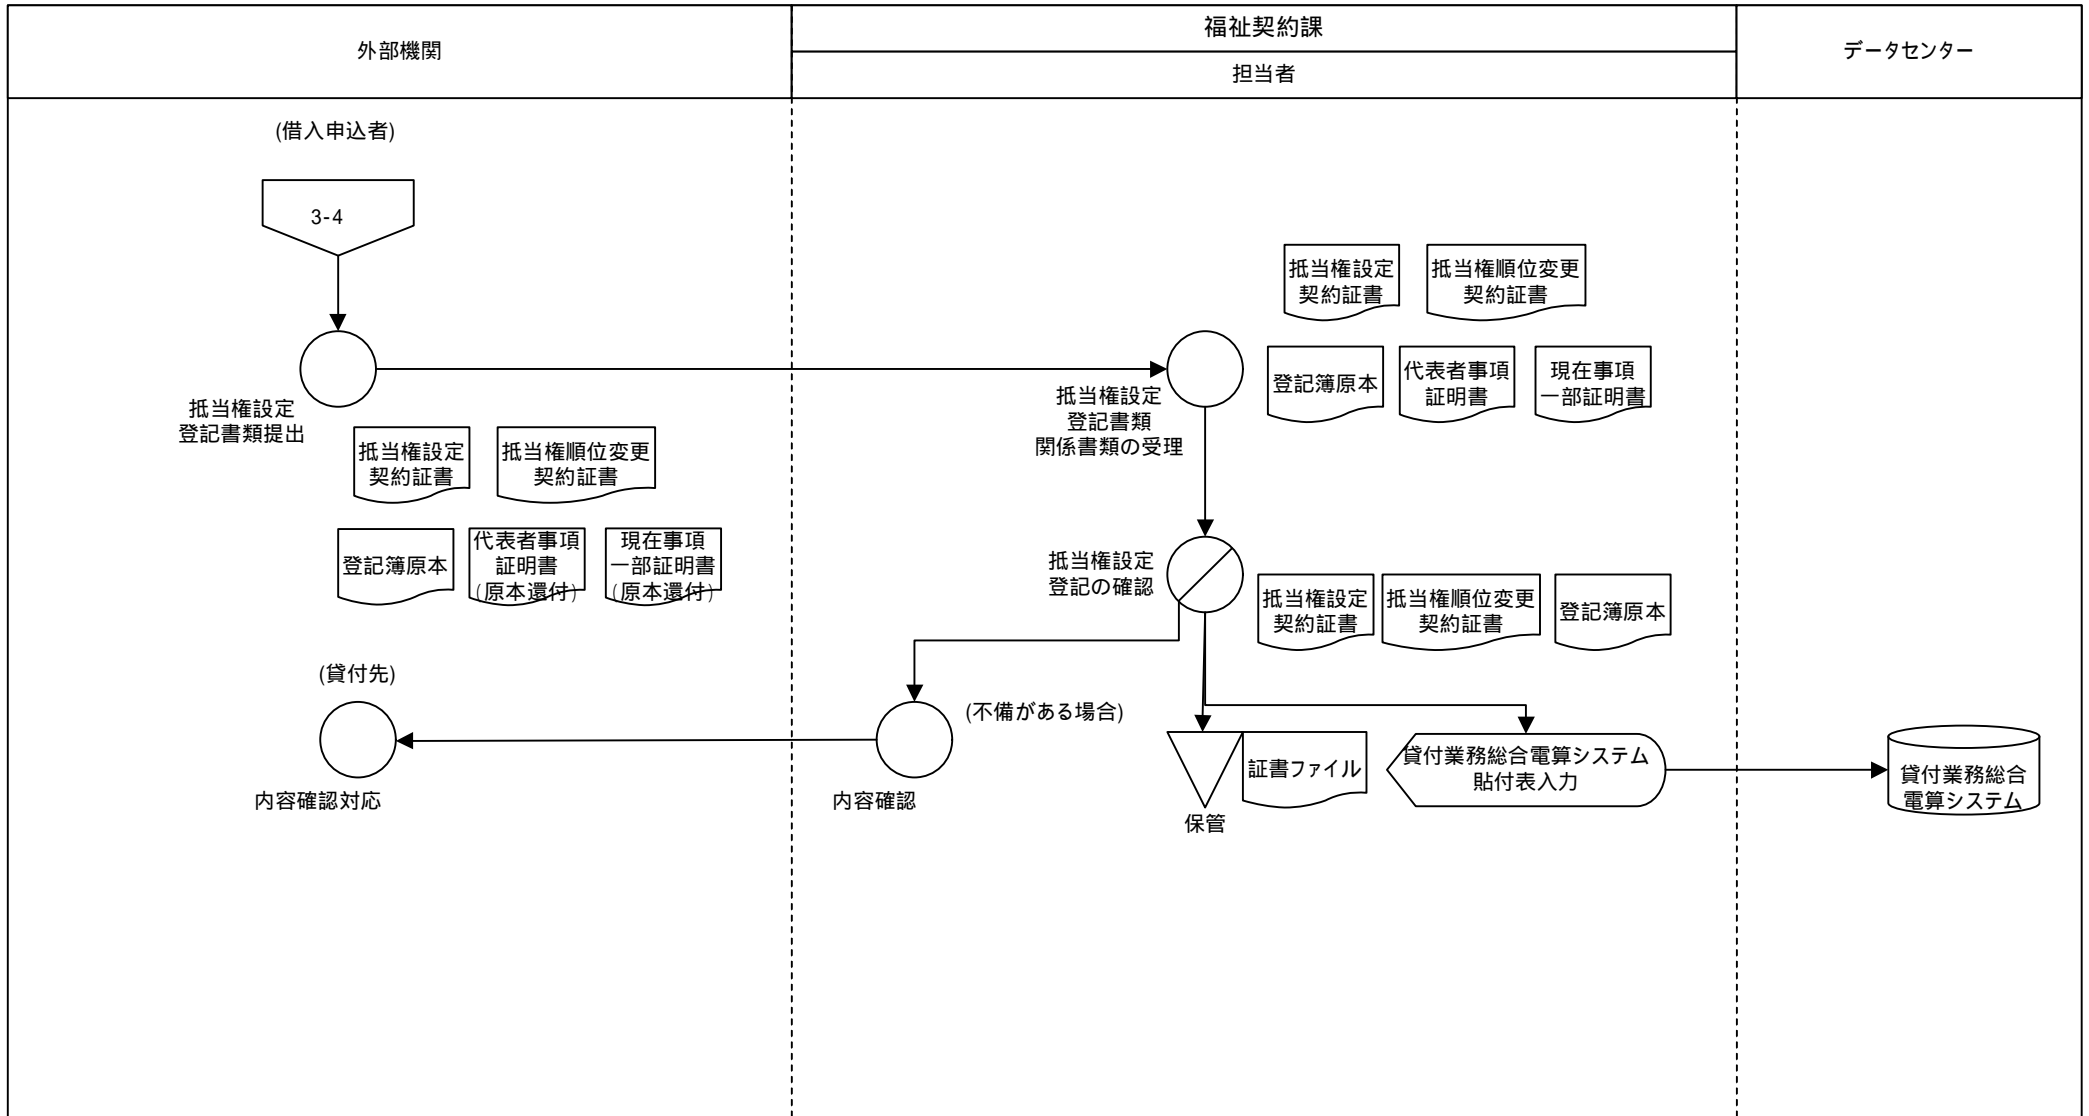 外部機関
福祉契約課
担当者
データセンター
(借入申込者)
3-4
抵当権設定
登記書類提出
抵当権設定
契約証書
抵当権順位変更
契約証書
登記簿原本
代表者事項
証明書
(原本還付)
現在事項
一部証明書
(原本還付)
抵当権設定
登記書類
関係書類の受理
抵当権設定
契約証書
抵当権順位変更
契約証書
登記簿原本
代表者事項
証明書
現在事項
一部証明書
抵当権設定
登記の確認
抵当権設定
契約証書
抵当権順位変更
契約証書
登記簿原本
(貸付先)
内容確認対応
(不備がある場合)
内容確認
保管
証書ファイル
貸付業務総合電算システム
貼付表入力
貸付業務総合
電算システム